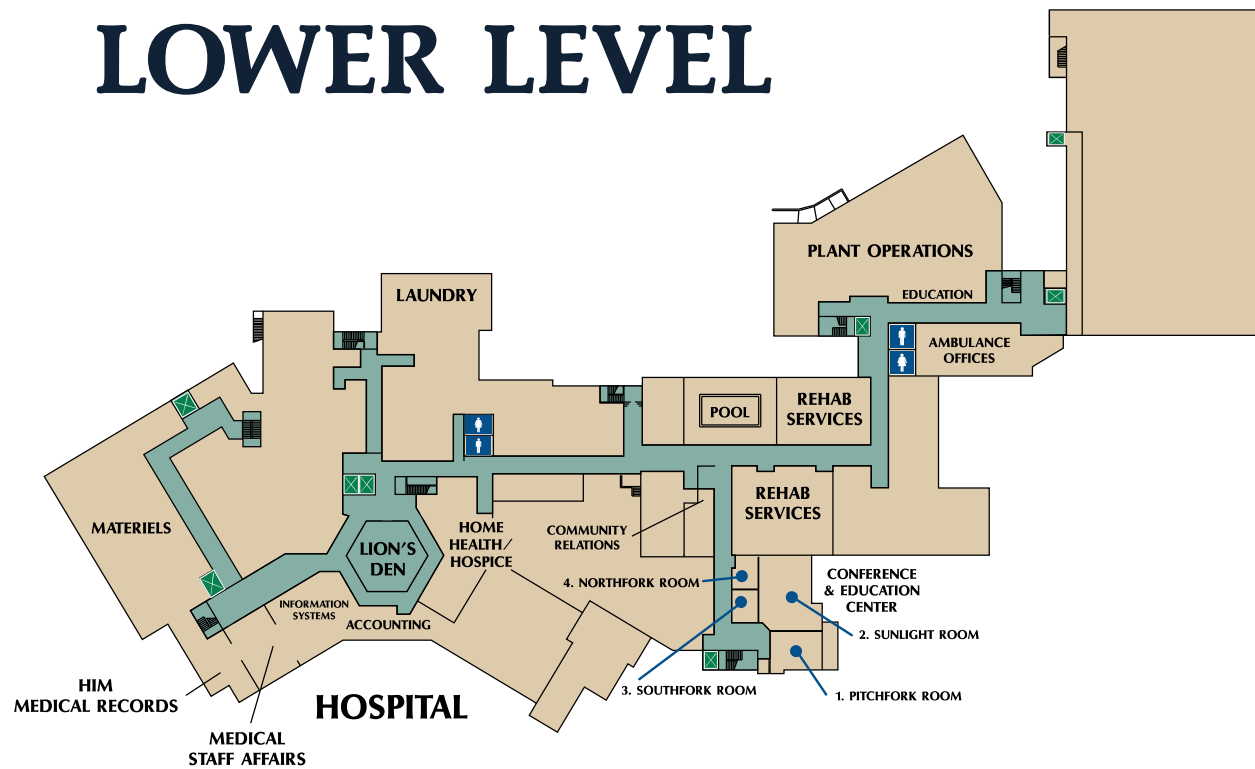 LOWER LEVEL
PLANT OPERATIONS
EDUCATION
LAUNDRY
AMBULANCE
OFFICES
POOL
REHAB
SERVICES
MATERIELS
LION'S
DEN
HOME
HEALTH/
HOSPICE
COMMUNITY
RELATIONS
REHAB
SERVICES
4. NORTHFORK ROOM
CONFERENCE
& EDUCATION
CENTER
INFORMATION
SYSTEMS
ACCOUNTING
2. SUNLIGHT ROOM
3. SOUTHFORK ROOM
1. PITCHFORK ROOM
HIM
MEDICAL RECORDS
HOSPITAL
MEDICAL
STAFF AFFAIRS